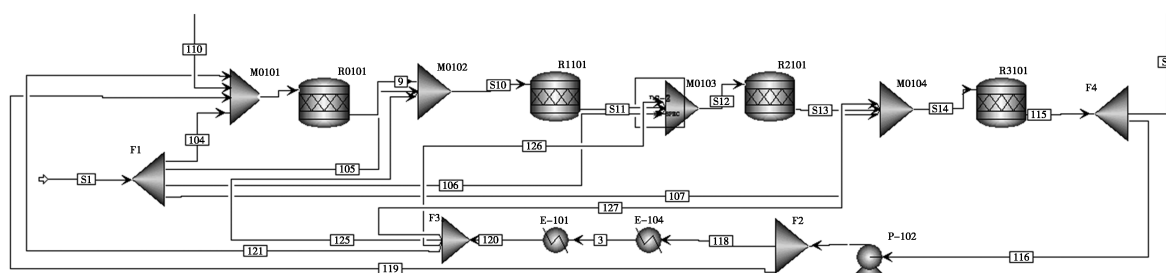 110
M0101
R0101
9
M0102
S10
R1101
S11
M0103
S12
R2101
S13
M0104
S14
R3101
115
F4
S
104
126
F1
105
S1
106
107
127
F3
E-101
E-104
F2
P-102
125
120
3
118
121
116
119